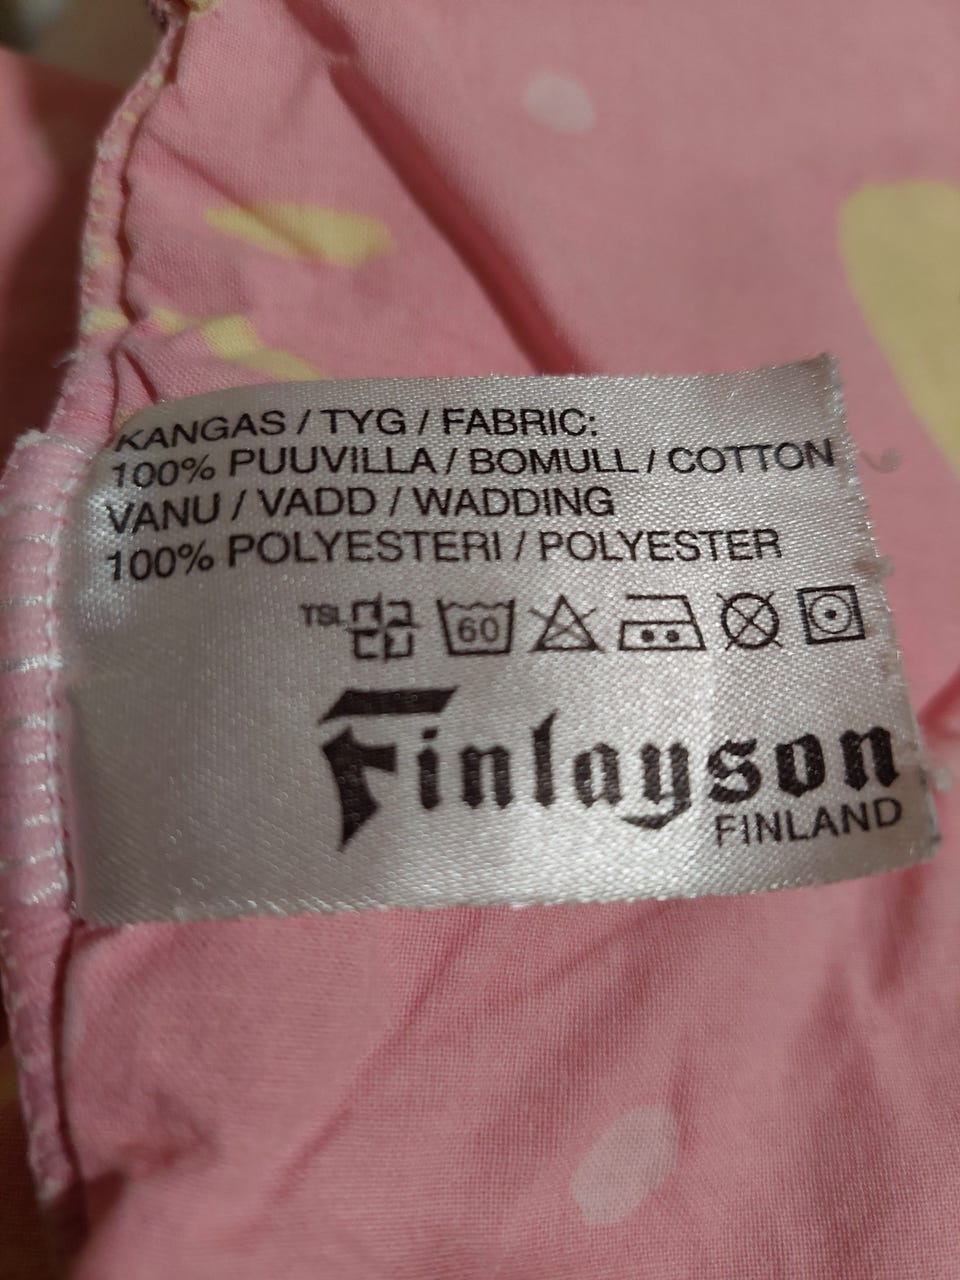 KANGAS / TYG / FABRIC:
100% PUUVILLA / BOMULL / COTTON
VANU / VADD / WADDING
100% POLYESTERI / POLYESTER
TSL 60
Finlayson
FINLAND